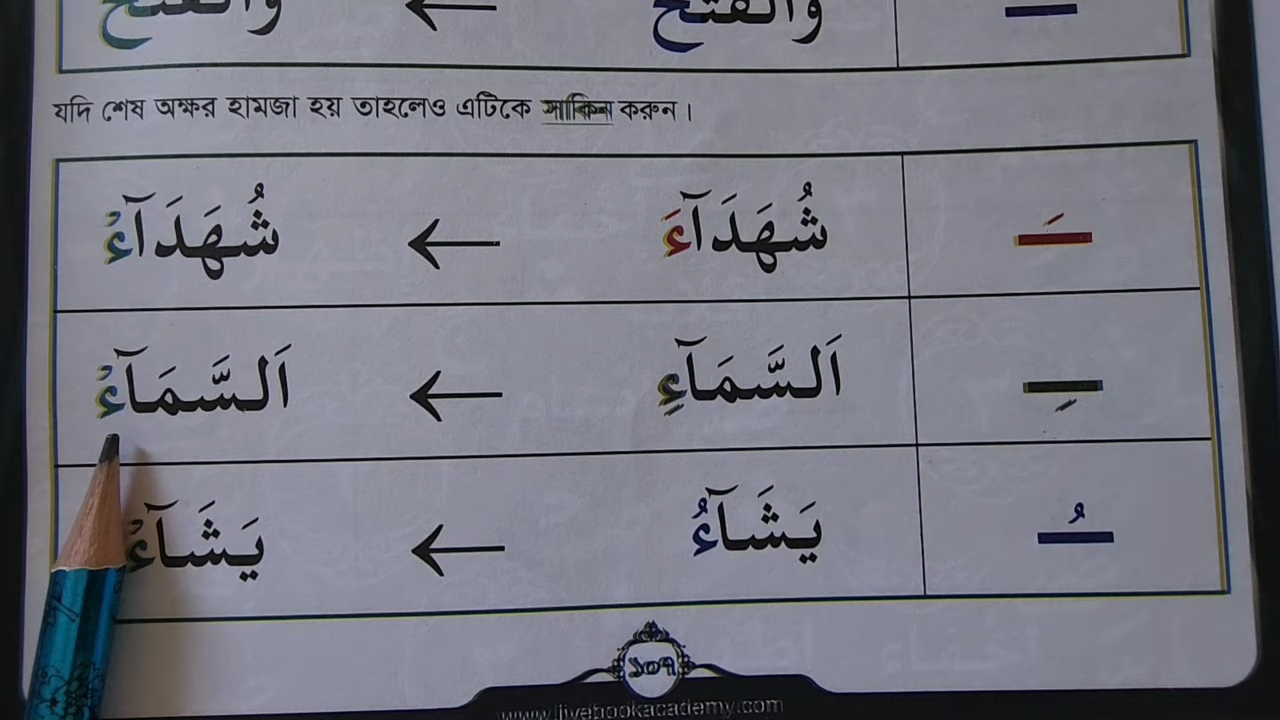 وَالْفَتْحِ ← وَالْفَتْحْ
যদি শেষ অক্ষর হামজা হয় তাহলেও এটিকে সাকিন করুন।
شُهَدَآءَ ← شُهَدَآءْ
اَلسَّمَآءِ ← اَلسَّمَآءْ
يَشَآءُ ← يَشَآءْ
১০৭
www.livebookacademy.com